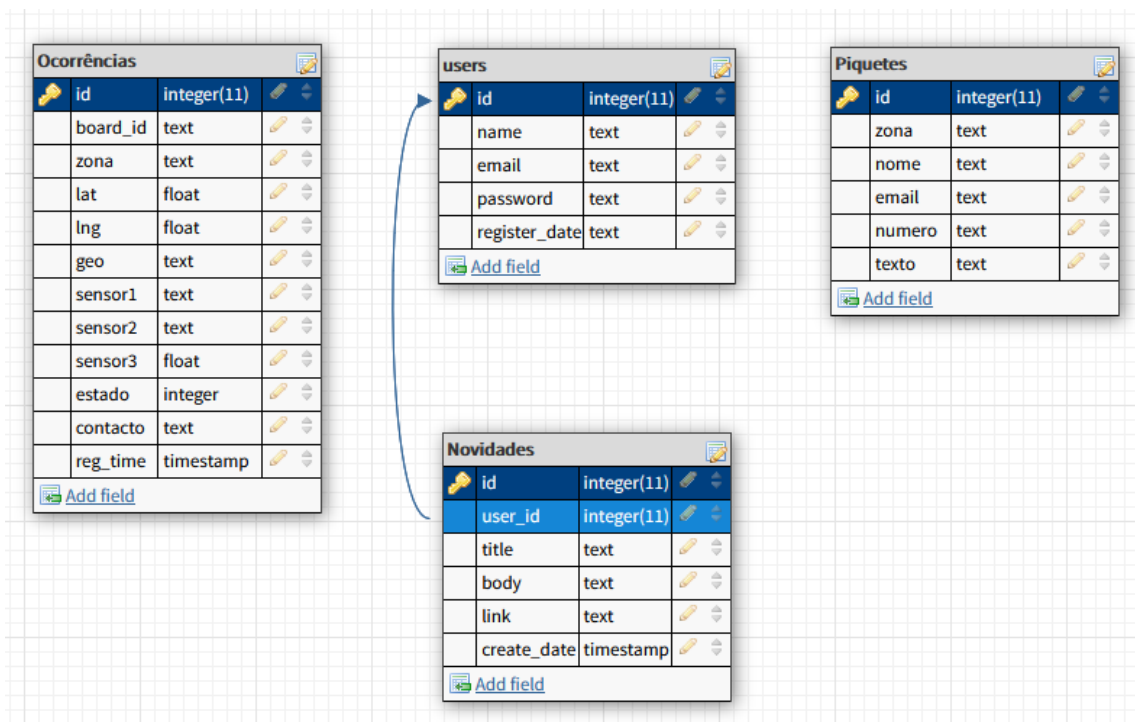 Ocorrências
id integer(11)
board_id text
zona text
lat float
lng float
geo text
sensor1 text
sensor2 text
sensor3 float
estado integer
contacto text
reg_time timestamp
Add field
users
id integer(11)
name text
email text
password text
register_date text
Add field
Piquetes
id integer(11)
zona text
nome text
email text
numero text
texto text
Add field
Novidades
id integer(11)
user_id integer(11)
title text
body text
link text
create_date timestamp
Add field